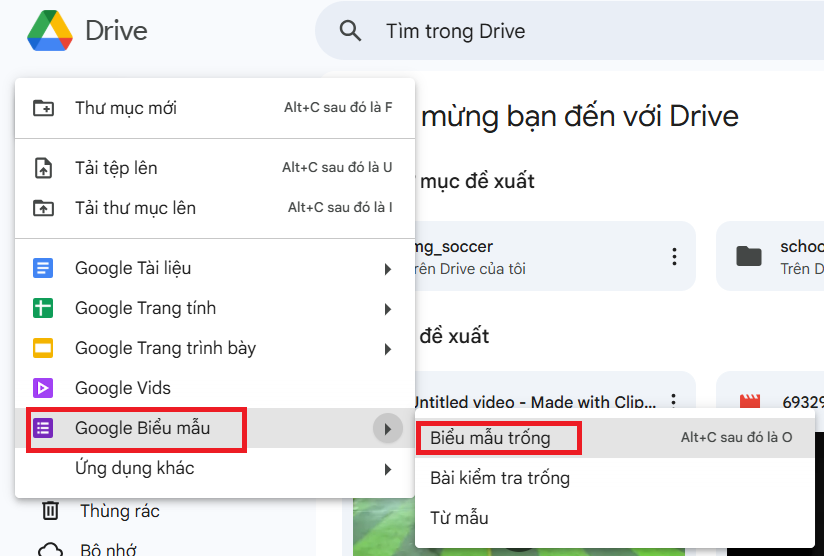 Drive
Tìm trong Drive
Thư mục mới Alt+C sau đó là F
mừng bạn đến với Drive
Tải tệp lên Alt+C sau đó là U
mục đề xuất
Tải thư mục lên Alt+C sau đó là I
mg_soccer
rên Drive của tôi
schoo
Trên D
Google Tài liệu
Google Trang tính
đề xuất
Google Trang trình bày
Google Vids
Untitled video - Made with Clip...
69329
Google Biểu mẫu
Biểu mẫu trống Alt+C sau đó là O
Ứng dụng khác
Bài kiểm tra trống
Từ mẫu
Thùng rác
Bộ nhớ